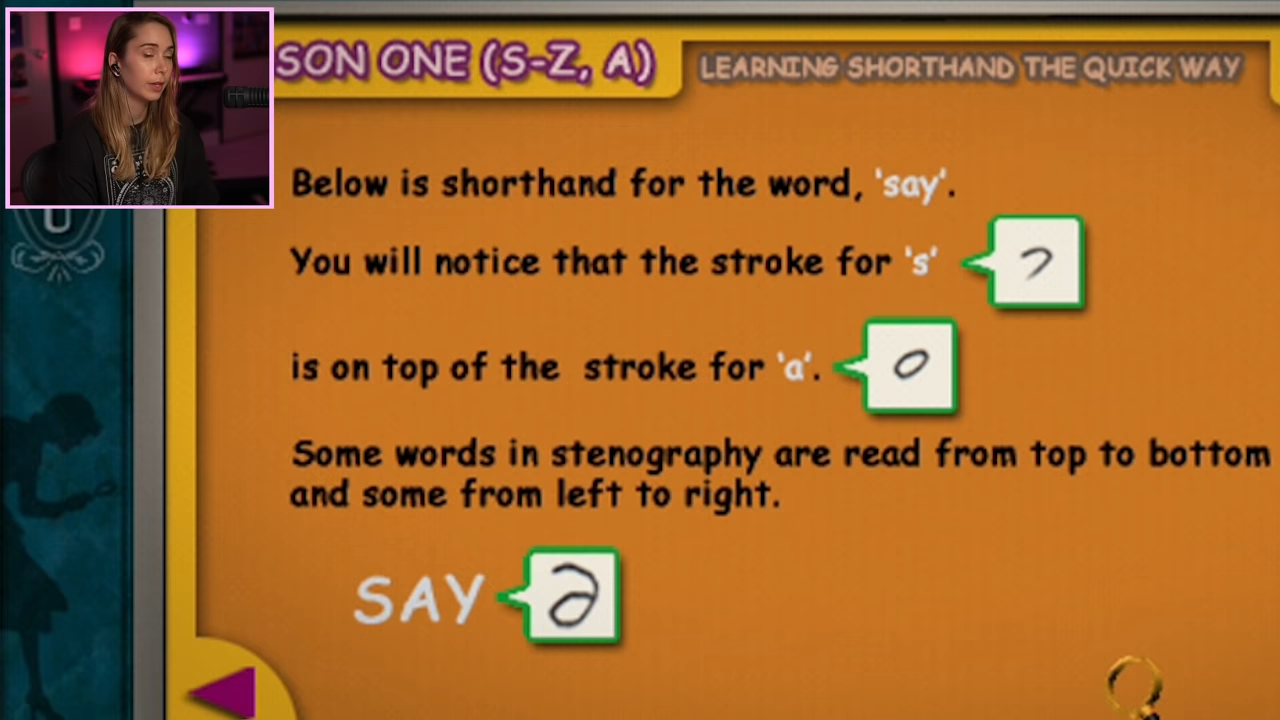 SON ONE (S-Z, A)
LEARNING SHORTHAND THE QUICK WAY
Below is shorthand for the word, 'say'.
You will notice that the stroke for 's'
is on top of the stroke for 'a'.
Some words in stenography are read from top to bottom
and some from left to right.
SAY